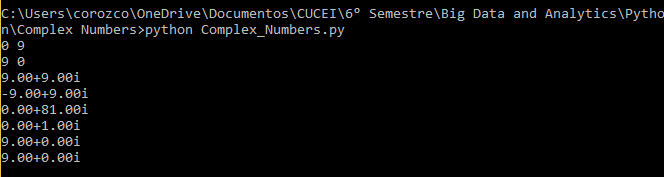 C:\Users\corozco\OneDrive\Documentos\CUCEI\6° Semestre\Big Data and Analytics\Pytho
n\Complex Numbers>python Complex_Numbers.py
0 9
9 0
9.00+9.00i
-9.00+9.00i
0.00+81.00i
0.00+1.00i
9.00+0.00i
9.00+0.00i